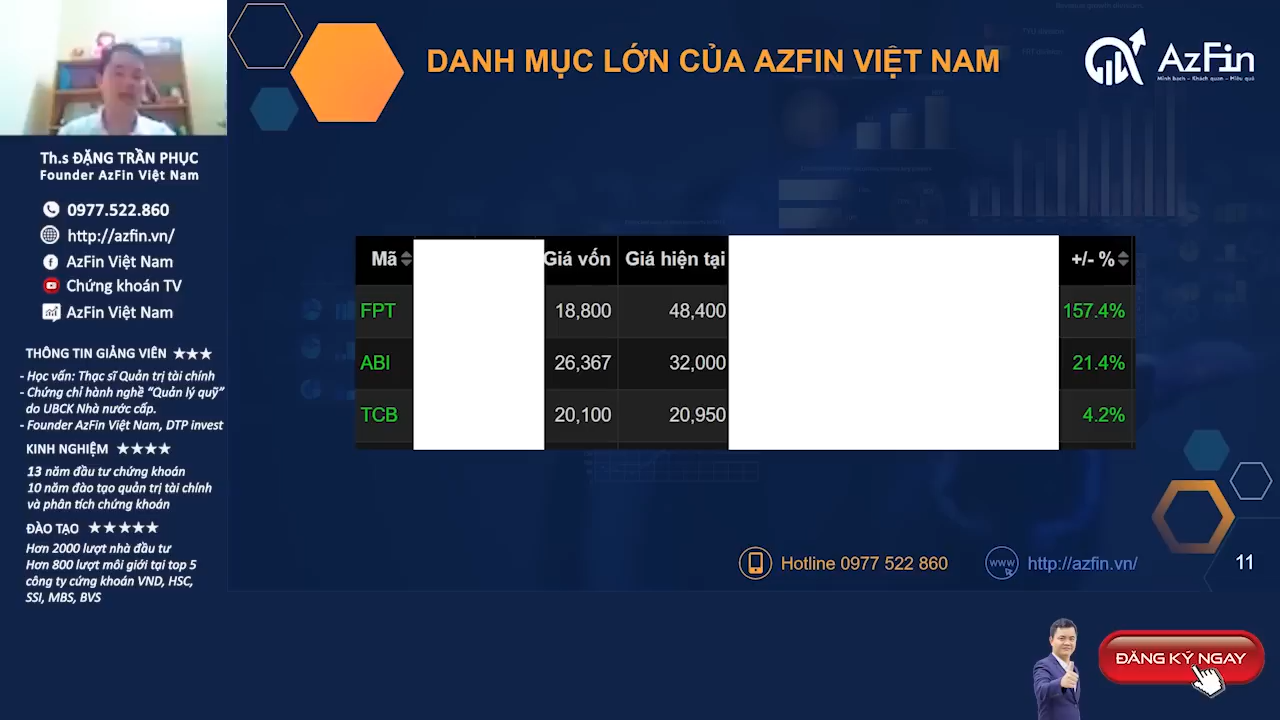 DANH MỤC LỚN CỦA AZFIN VIỆT NAM
AzFin
Minh bạch - Khách quan - Hiệu quả
Th.s ĐẶNG TRẦN PHỤC
Founder AzFin Việt Nam
0977.522.860
http://azfin.vn/
AzFin Việt Nam
Chứng khoán TV
AzFin Việt Nam
THÔNG TIN GIẢNG VIÊN ★★★
- Học vấn: Thạc sĩ Quản trị tài chính
- Chứng chỉ hành nghề “Quản lý quỹ”
do UBCK Nhà nước cấp.
- Founder AzFin Việt Nam, DTP invest
KINH NGHIỆM ★★★★
13 năm đầu tư chứng khoán
10 năm đào tạo quản trị tài chính
và phân tích chứng khoán
ĐÀO TẠO ★★★★★
Hơn 2000 lượt nhà đầu tư
Hơn 800 lượt môi giới tại top 5
công ty cứng khoán VND, HSC,
SSI, MBS, BVS
Mã Giá vốn Giá hiện tại +/- %
FPT 18,800 48,400 157.4%
ABI 26,367 32,000 21.4%
TCB 20,100 20,950 4.2%
Hotline 0977 522 860
www http://azfin.vn/
11
ĐĂNG KÝ NGAY